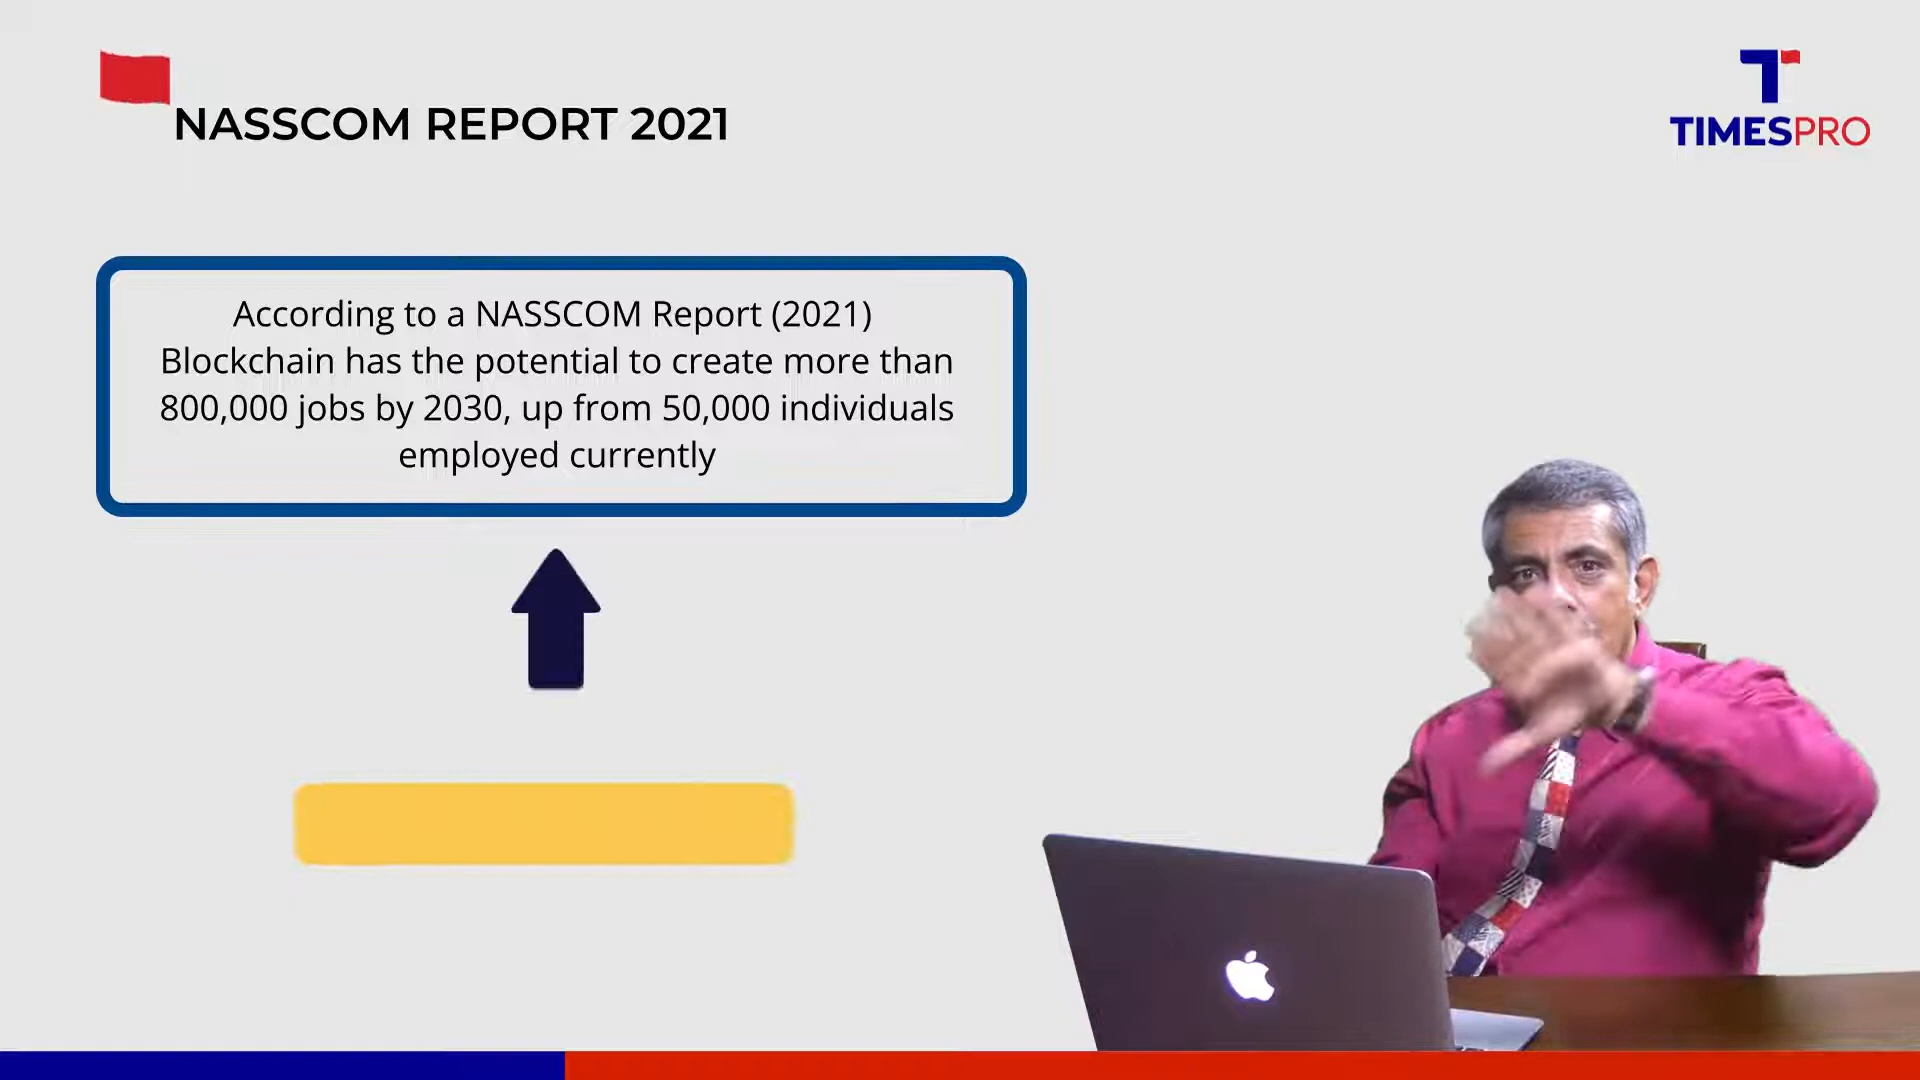 NASSCOM REPORT 2021
TIMESPRO
According to a NASSCOM Report (2021)
Blockchain has the potential to create more than
800,000 jobs by 2030, up from 50,000 individuals
employed currently